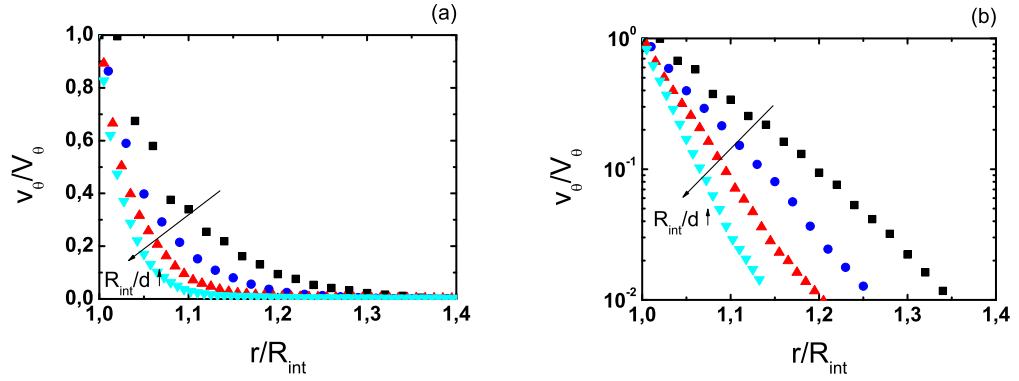 (a)
1,0
0,8
0,6
0,4
0,2
0,0
vθ/Vθ
Rint/d
1,0
1,1
1,2
1,3
1,4
r/Rint
(b)
10^0
10^-1
10^-2
vθ/Vθ
Rint/d
1,0
1,1
1,2
1,3
1,4
r/Rint